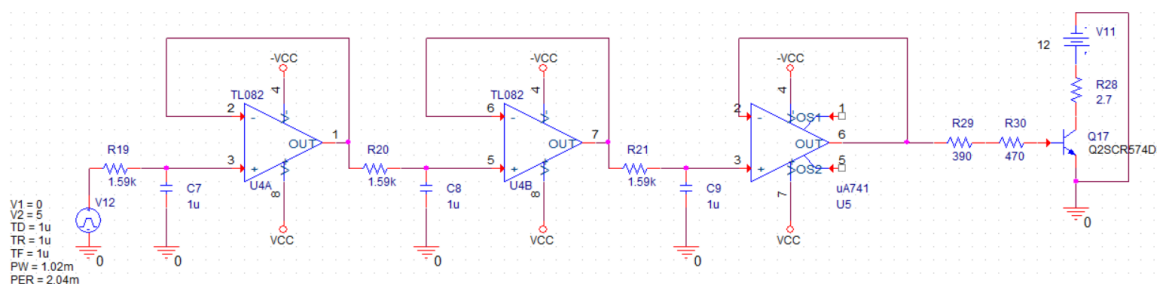 -VCC
-VCC
-VCC
V11
12
4
4
4
TL082
TL082
R28
2.7
2
-
6
-
2
-
OS1
1
OUT
1
OUT
7
OUT
6
R29
R30
Q17
Q2SCR574D
R19
3
+
R20
5
+
R21
3
+
OS2
5
390
470
1.59k
U4A
1.59k
U4B
1.59k
uA741
U5
C7
1u
C8
1u
C9
1u
V12
8
8
7
V1 = 0
V2 = 5
TD = 1u
TR = 1u
TF = 1u
PW = 1.02m
PER = 2.04m
VCC
VCC
VCC
0
0
0
0
0